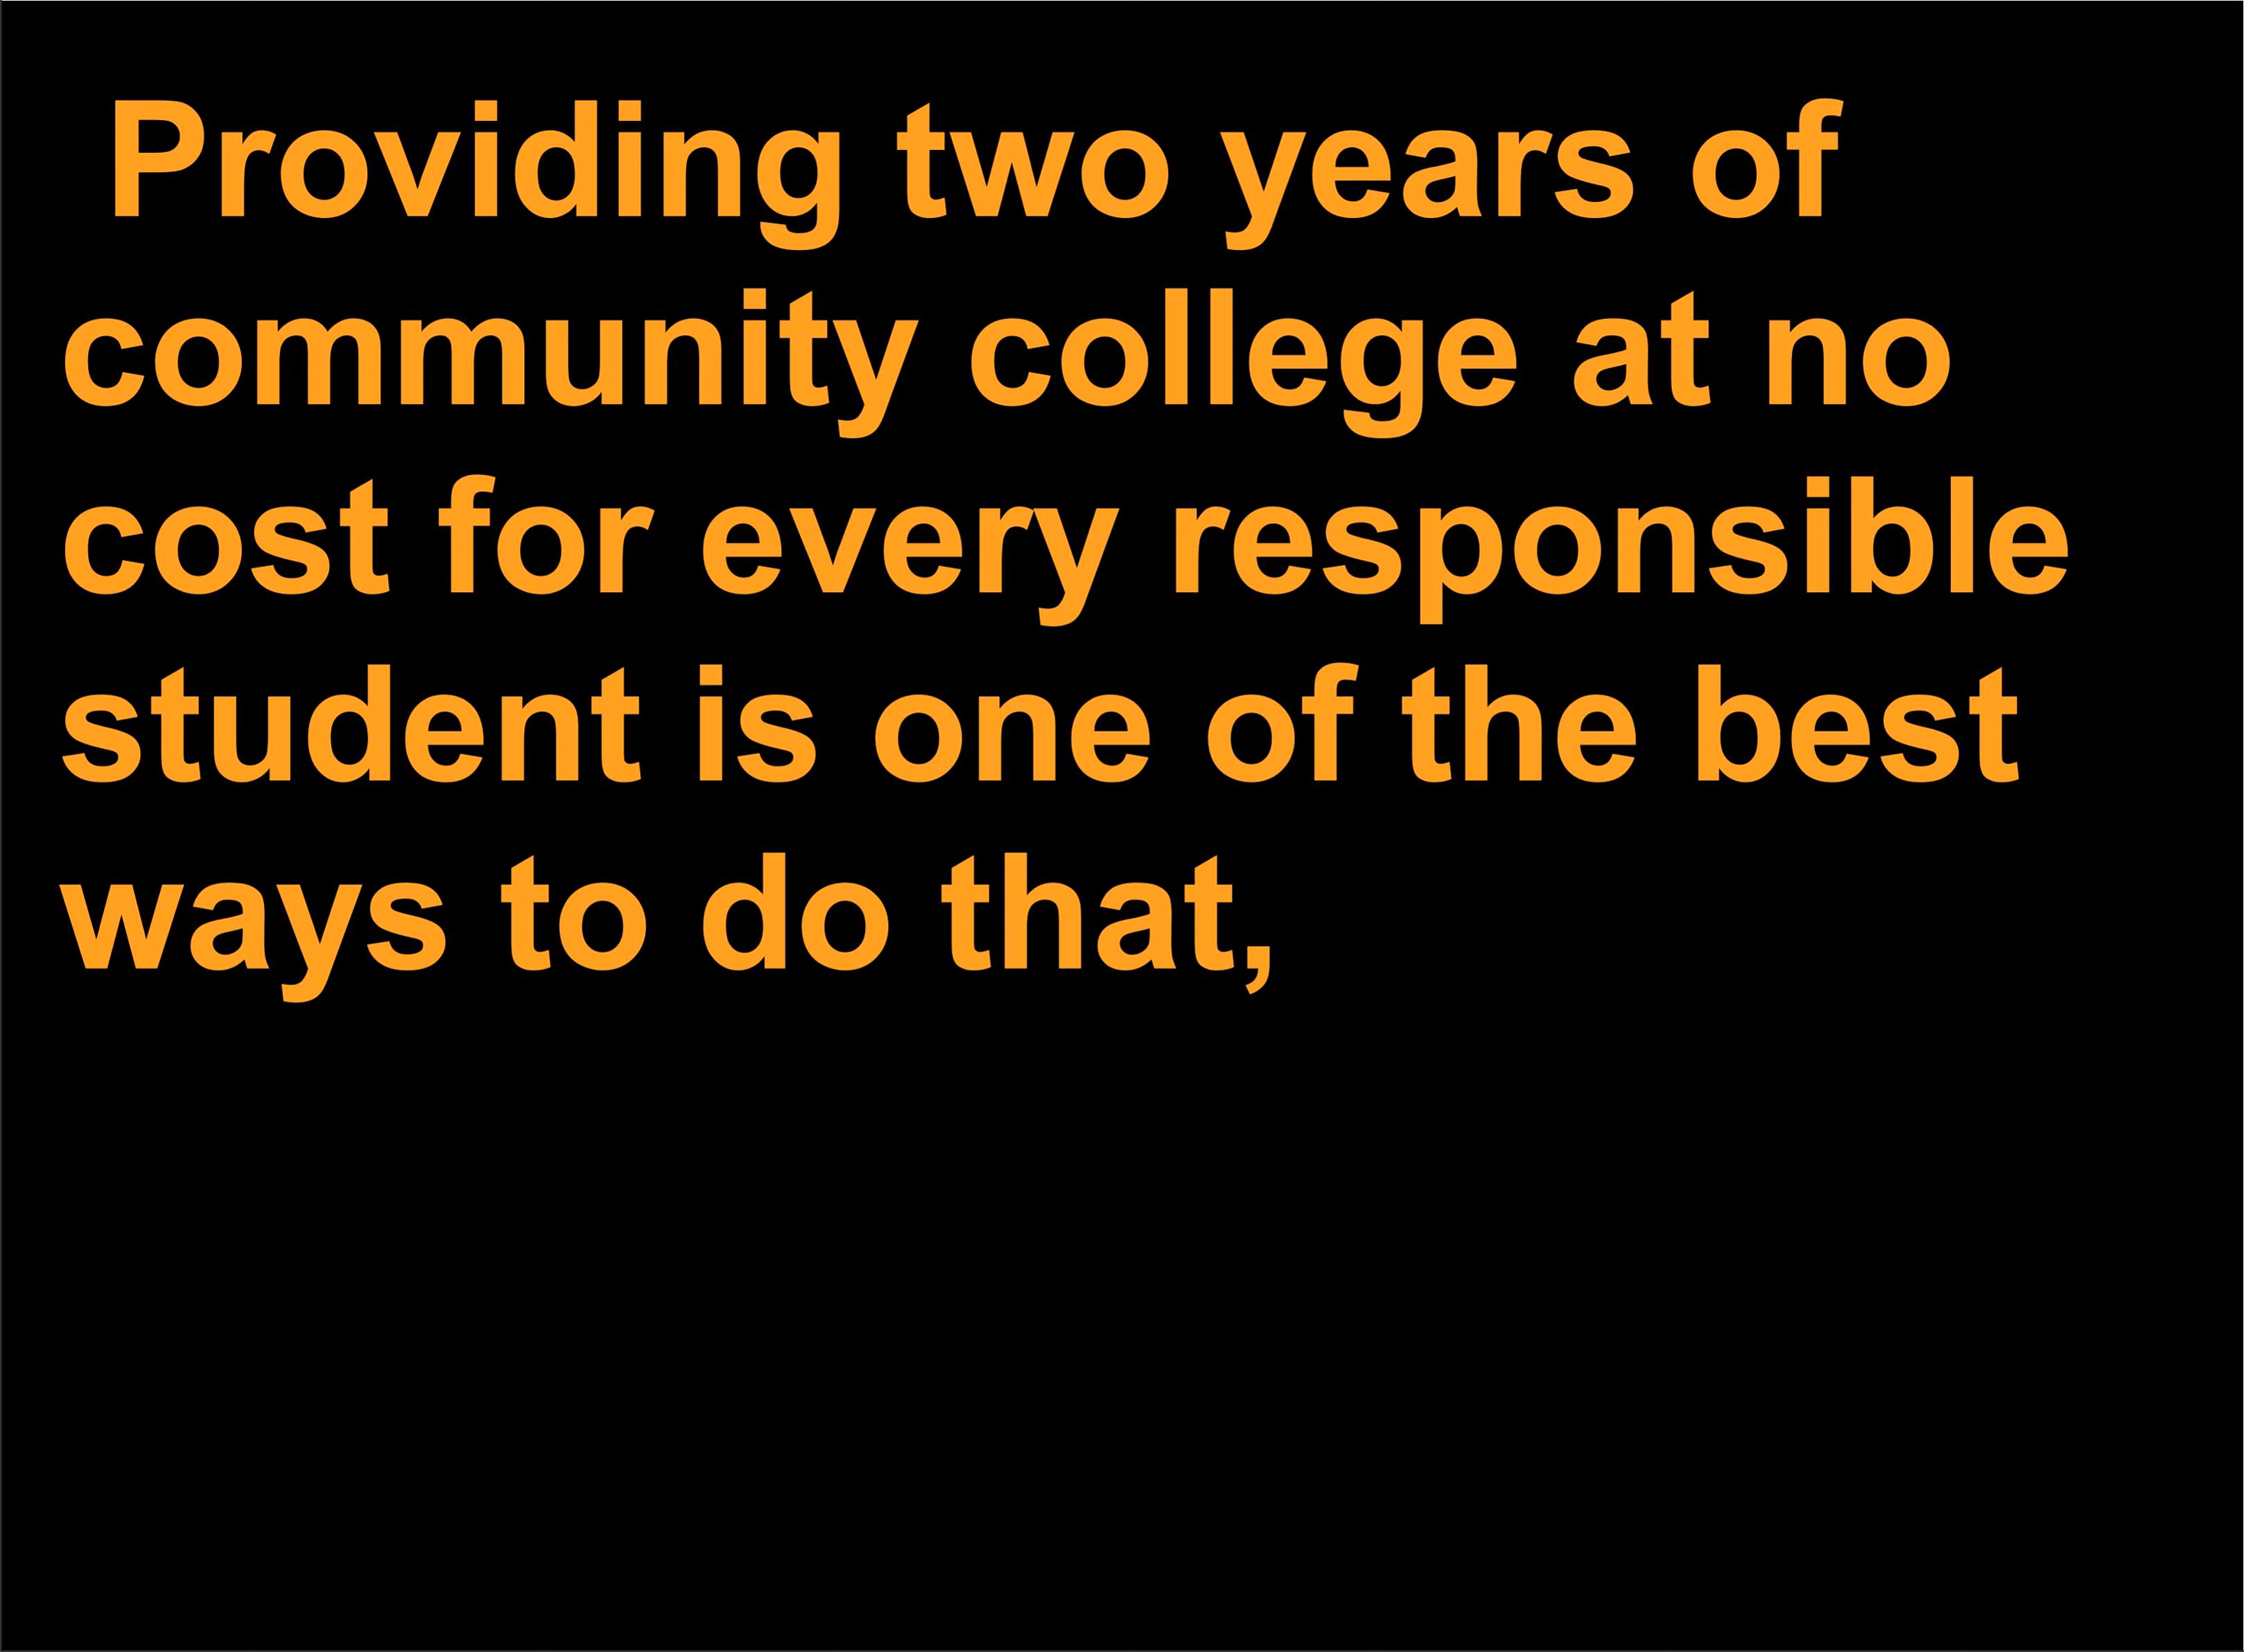 Providing two years of
community college at no
cost for every responsible
student is one of the best
ways to do that,